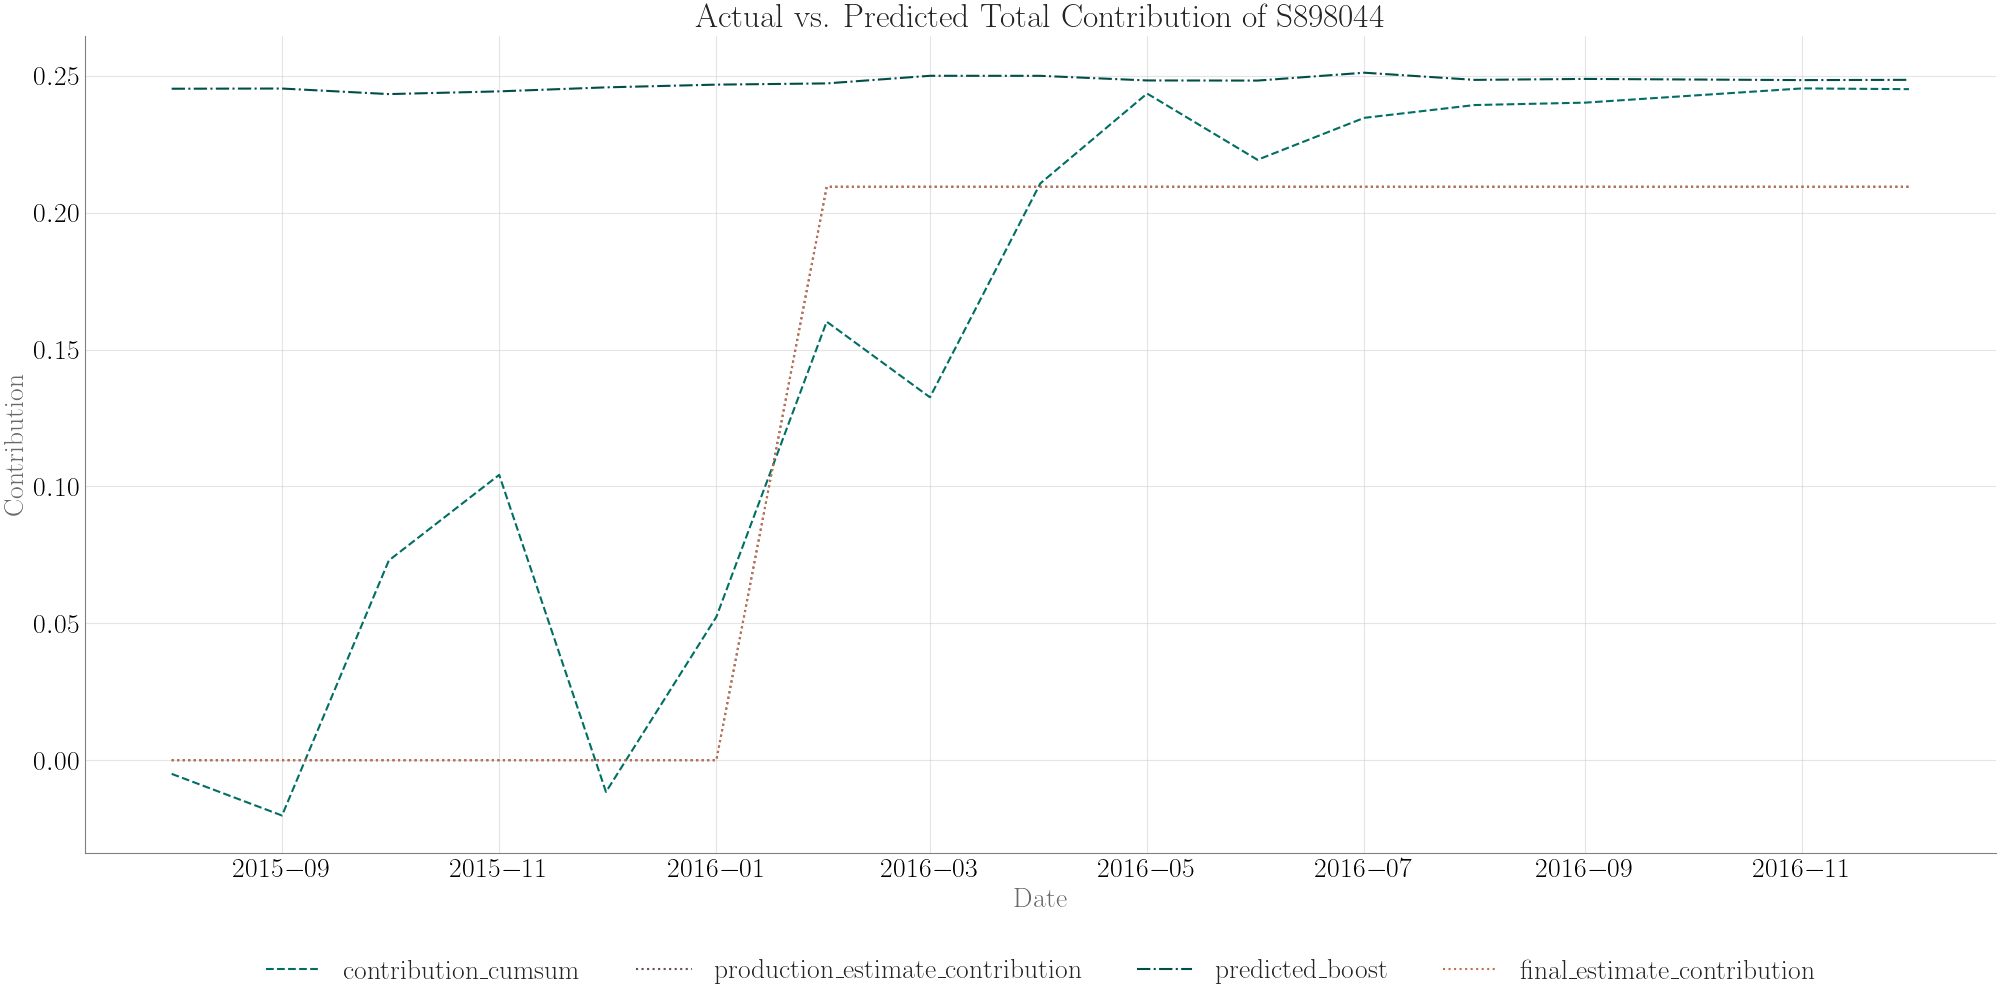 Actual vs. Predicted Total Contribution of S898044
Contribution
0.25
0.20
0.15
0.10
0.05
0.00
2015−09 2015−11 2016−01 2016−03 2016−05 2016−07 2016−09 2016−11
Date
contribution_cumsum production_estimate_contribution predicted_boost final_estimate_contribution